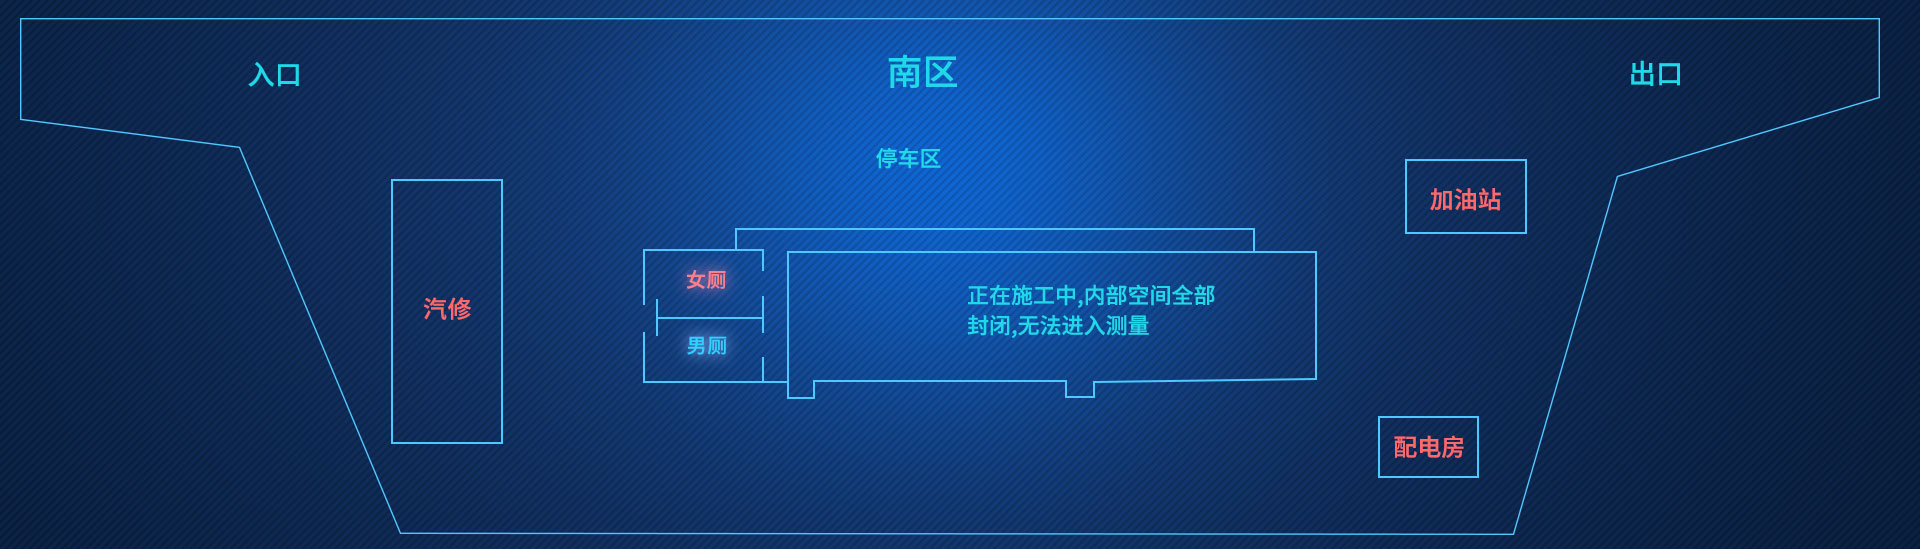 南区
入口
出口
停车区
加油站
女厕
汽修
正在施工中,内部空间全部
封闭,无法进入测量
男厕
配电房